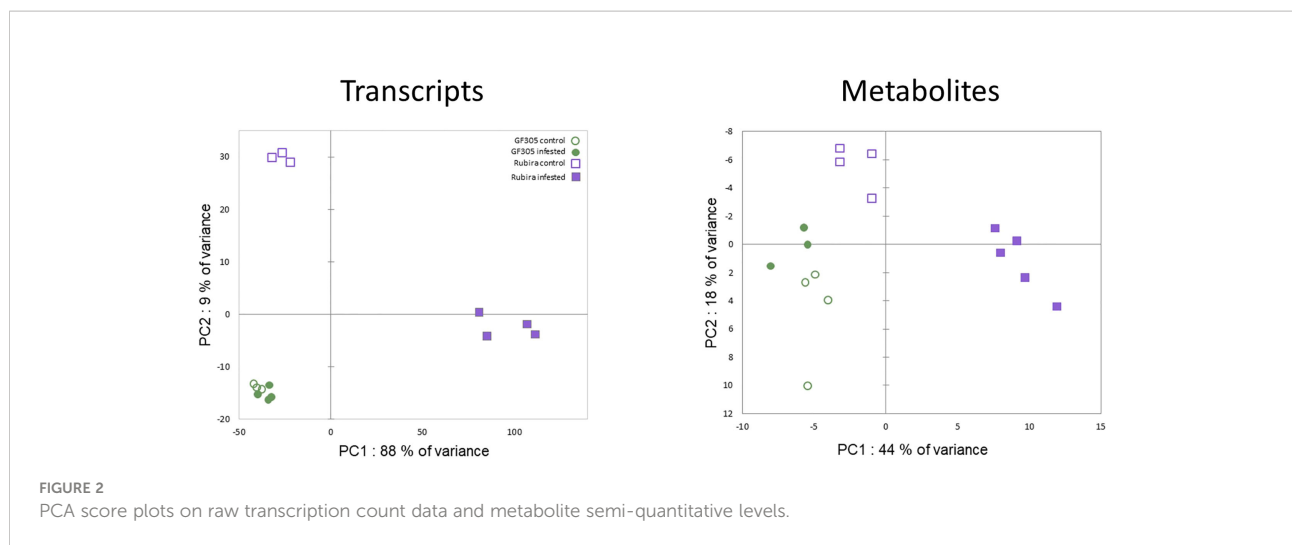 Transcripts
Metabolites
GF305 control
GF305 infested
Rubira control
Rubira infested
30
20
10
0
-10
-20
PC2 : 9 % of variance
-50
0
50
100
PC1 : 88 % of variance
-8
-6
-4
-2
0
2
4
6
8
10
12
PC2 : 18 % of variance
-10
-5
0
5
10
15
PC1 : 44 % of variance
FIGURE 2
PCA score plots on raw transcription count data and metabolite semi-quantitative levels.